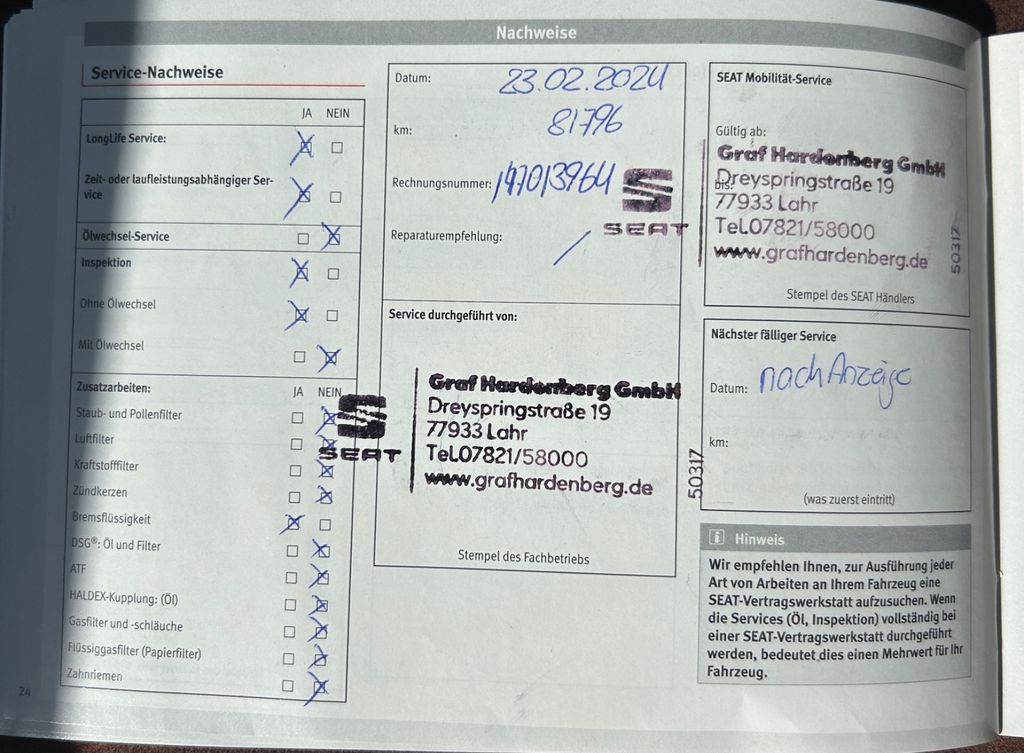 Nachweise
Service-Nachweise
JA NEIN
LongLife Service:
Zeit- oder laufleistungsabhängiger Ser-
vice
Ölwechsel-Service
Inspektion
Ohne Ölwechsel
Mit Ölwechsel
Zusatzarbeiten: JA NEIN
Staub- und Pollenfilter
Luftfilter
Kraftstofffilter
Zündkerzen
Bremsflüssigkeit
DSG®: Öl und Filter
ATF
HALDEX-Kupplung: (Öl)
Gasfilter und -schläuche
Flüssiggasfilter (Papierfilter)
Zahnriemen
24
Datum: 23.02.2024
km: 81796
Rechnungsnummer:
Reparaturempfehlung: /
SEAT
Service durchgeführt von:
SEAT
Graf Hardenberg GmbH
Dreyspringstraße 19
77933 Lahr
Tel.07821/58000
www.grafhardenberg.de
50317
Stempel des Fachbetriebs
SEAT Mobilität-Service
Gültig ab:
Graf Hardenberg GmbH
bis:
Dreyspringstraße 19
77933 Lahr
Tel.07821/58000
www.grafhardenberg.de
50317
Stempel des SEAT Händlers
Nächster fälliger Service
Datum: nach Anzeige
km:
(was zuerst eintritt)
i Hinweis
Wir empfehlen Ihnen, zur Ausführung jeder
Art von Arbeiten an Ihrem Fahrzeug eine
SEAT-Vertragswerkstatt aufzusuchen. Wenn
die Services (Öl, Inspektion) vollständig bei
einer SEAT-Vertragswerkstatt durchgeführt
werden, bedeutet dies einen Mehrwert für Ihr
Fahrzeug.